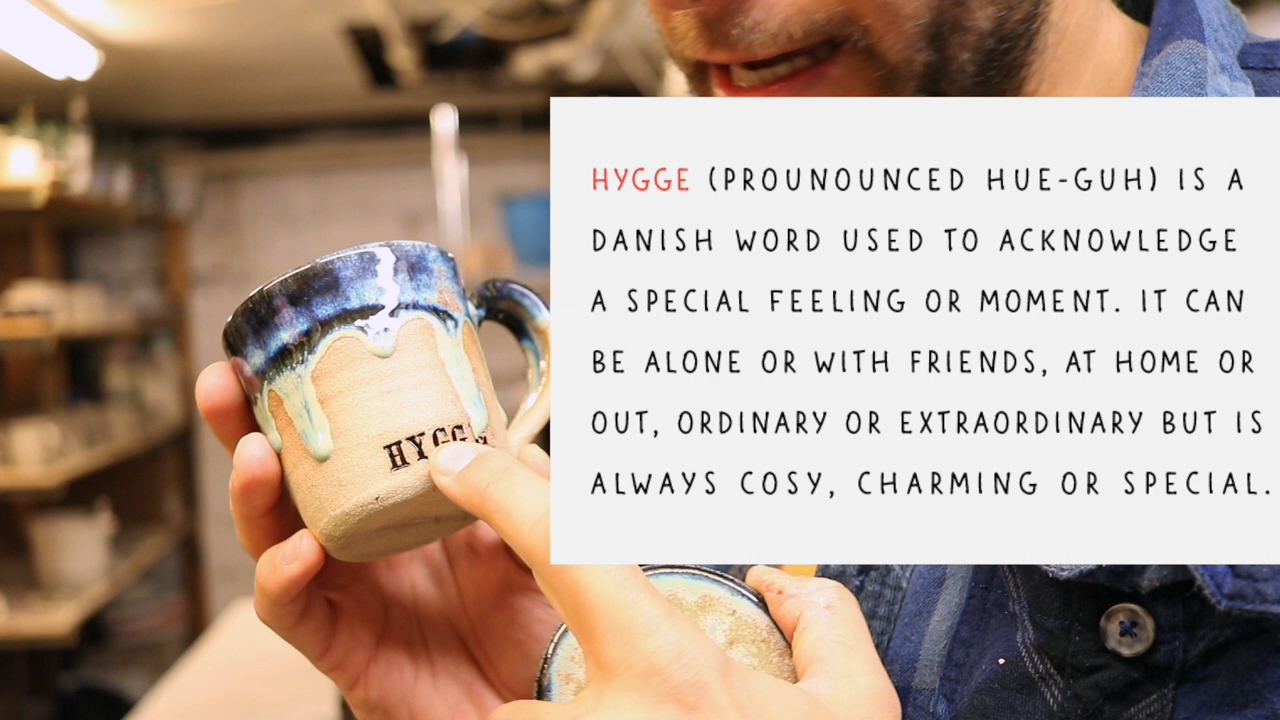 HYGGE (PROUNOUNCED HUE-GUH) IS A
DANISH WORD USED TO ACKNOWLEDGE
A SPECIAL FEELING OR MOMENT. IT CAN
BE ALONE OR WITH FRIENDS, AT HOME OR
OUT, ORDINARY OR EXTRAORDINARY BUT IS
ALWAYS COSY, CHARMING OR SPECIAL.
HYGGE